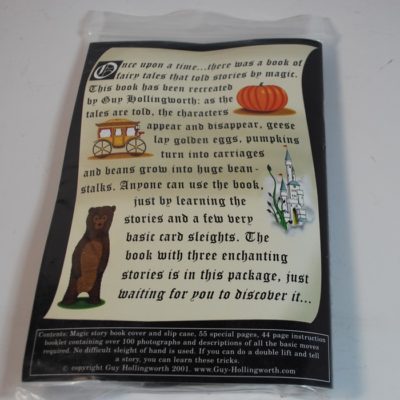 Once upon a time...there was a book of
fairy tales that told stories by magic.
This book has been recreated
by Guy Hollingworth: as the
tales are told, the characters
appear and disappear, geese
lay golden eggs, pumpkins
turn into carriages
and beans grow into huge bean-
stalks. Anyone can use the book,
just by learning the
stories and a few very
basic card sleights. The
book with three enchanting
stories is in this package, just
waiting for you to discover it...
Contents: Magic story book cover and slip case, 55 special pages, 44 page instruction
booklet containing over 100 photographs and descriptions of all the basic moves
required. No difficult sleight of hand is used. If you can do a double lift and tell
a story, you can learn these tricks.
© copyright Guy Hollingworth 2001. www.Guy-Hollingworth.com